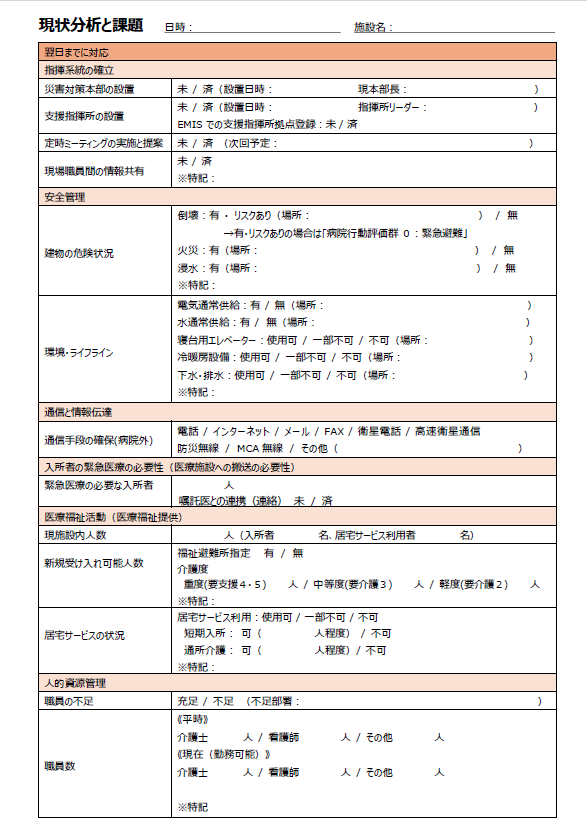 現状分析と課題　日時：　施設名：
翌日までに対応
指揮系統の確立
災害対策本部の設置　未 / 済（設置日時：　現本部長：　）
支援指揮所の設置　未 / 済（設置日時：　指揮所リーダー：　）
EMIS での支援指揮所拠点登録：未 / 済
定時ミーティングの実施と提案　未 / 済　（次回予定：　）
現場職員間の情報共有　未 / 済
※特記：
安全管理
建物の危険状況　倒壊：有 ・ リスクあり（場所：　） / 無
→有・リスクありの場合は「病院行動評価群 0 ：緊急避難」
火災：有（場所：　） / 無
浸水：有（場所：　） / 無
※特記：
環境・ライフライン　電気通常供給：有 / 無（場所：　）
水通常供給：有 / 無（場所：　）
寝台用エレベーター：使用可 / 一部不可 / 不可（場所：　）
冷暖房設備：使用可 / 一部不可 / 不可（場所：　）
下水・排水：使用可 / 一部不可 / 不可（場所：　）
※特記：
通信と情報伝達
通信手段の確保(病院外)　電話 / インターネット / メール / FAX / 衛星電話 / 高速衛星通信
防災無線 / MCA 無線 / その他（　）
入所者の緊急医療の必要性（医療施設への搬送の必要性）
緊急医療の必要な入所者　人
嘱託医との連携（連絡）　未 / 済
医療福祉活動（医療福祉提供）
現施設内人数　人（入所者　名、居宅サービス利用者　名）
新規受け入れ可能人数　福祉避難所指定　有 / 無
介護度
重度(要支援４・５)　人 / 中等度(要介護３)　人 / 軽度(要介護２)　人
※特記：
居宅サービスの状況　居宅サービス利用：使用可 / 一部不可 / 不可
短期入所： 可（　人程度） / 不可
通所介護： 可（　人程度）/ 不可
※特記：
人的資源管理
職員の不足　充足 / 不足　（不足部署：　）
職員数　《平時》
介護士　人 / 看護師　人 / その他　人
《現在（勤務可能）》
介護士　人 / 看護師　人 / その他　人
※特記